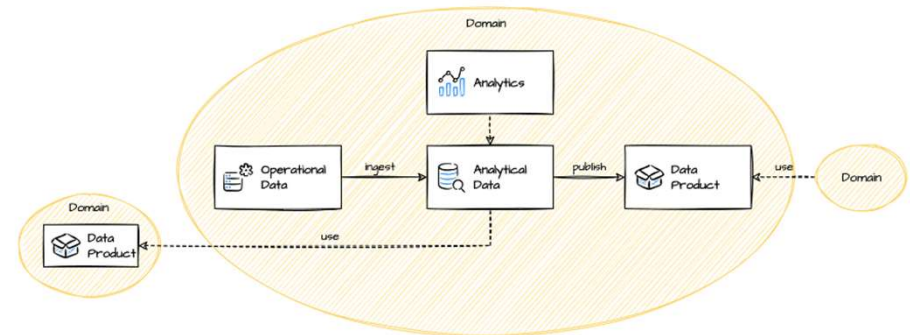 Domain
Analytics
Operational
Data
ingest
Analytical
Data
publish
Data
Product
use
Domain
Domain
Data
Product
use